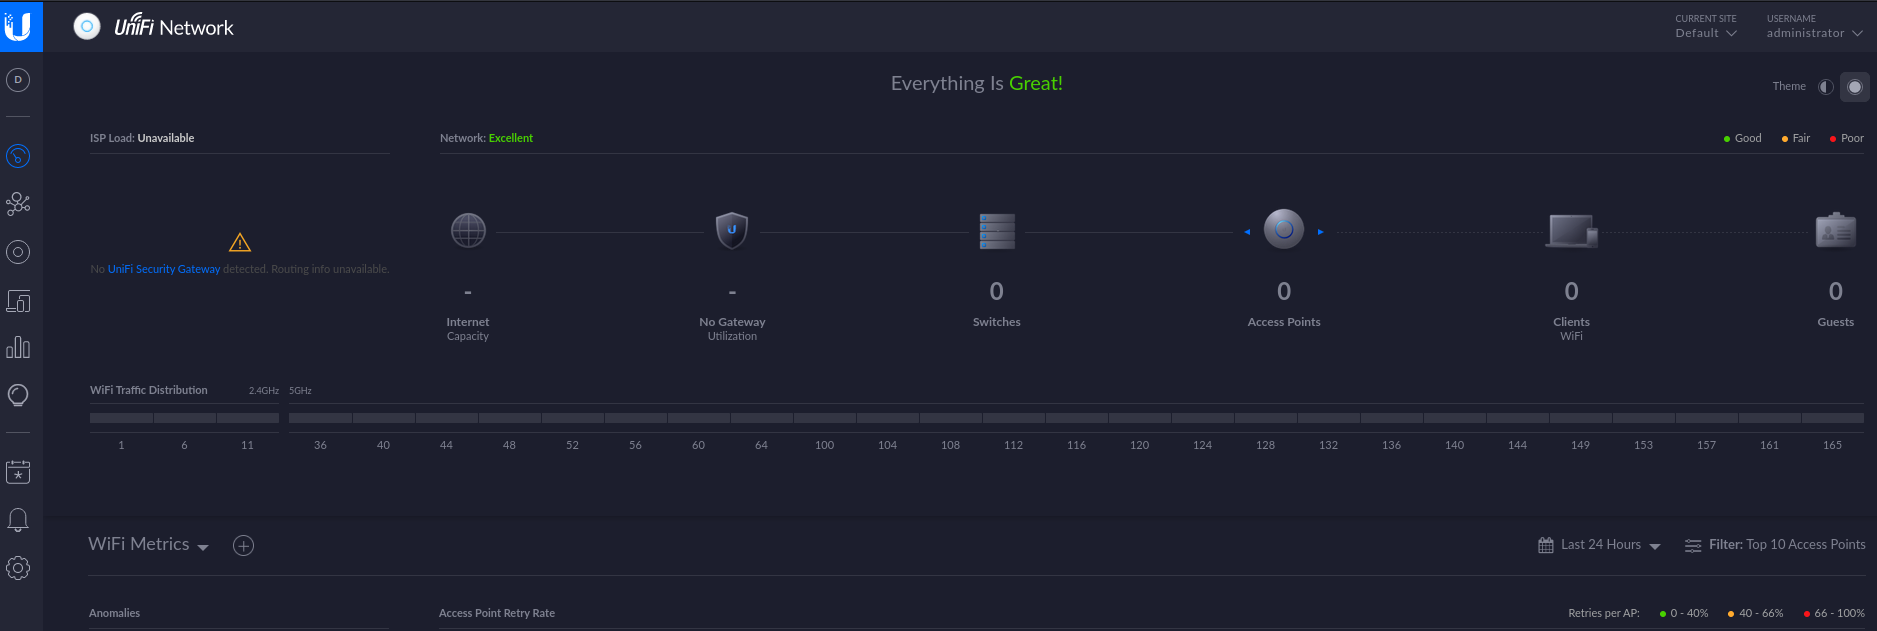 UniFi Network
CURRENT SITE
Default
USERNAME
administrator
D
Everything Is Great!
Theme
ISP Load: Unavailable
Network: Excellent
Good
Fair
Poor
No UniFi Security Gateway detected. Routing info unavailable.
-
Internet
Capacity
-
No Gateway
Utilization
0
Switches
0
Access Points
0
Clients
WiFi
0
Guests
WiFi Traffic Distribution
2.4GHz
5GHz
1 6 11 36 40 44 48 52 56 60 64 100 104 108 112 116 120 124 128 132 136 140 144 149 153 157 161 165
WiFi Metrics
Last 24 Hours
Filter: Top 10 Access Points
Anomalies
Access Point Retry Rate
Retries per AP:
0 - 40%
40 - 66%
66 - 100%